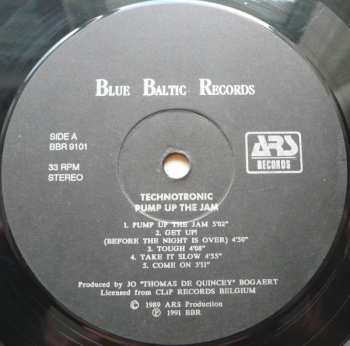 BLUE BALTIC RECORDS
SIDE A
BBR 9101
33 RPM
STEREO
ARS
RECORDS
TECHNOTRONIC
PUMP UP THE JAM
1. PUMP UP THE JAM 5'02"
2. GET UP!
(BEFORE THE NIGHT IS OVER) 4'50"
3. TOUGH 4'08"
4. TAKE IT SLOW 4'55"
5. COME ON 3'51"
Produced by JO "THOMAS DE QUINCEY" BOGAERT
Licensed from CLIP RECORDS BELGIUM
© 1989 ARS Production
℗ 1991 BBR